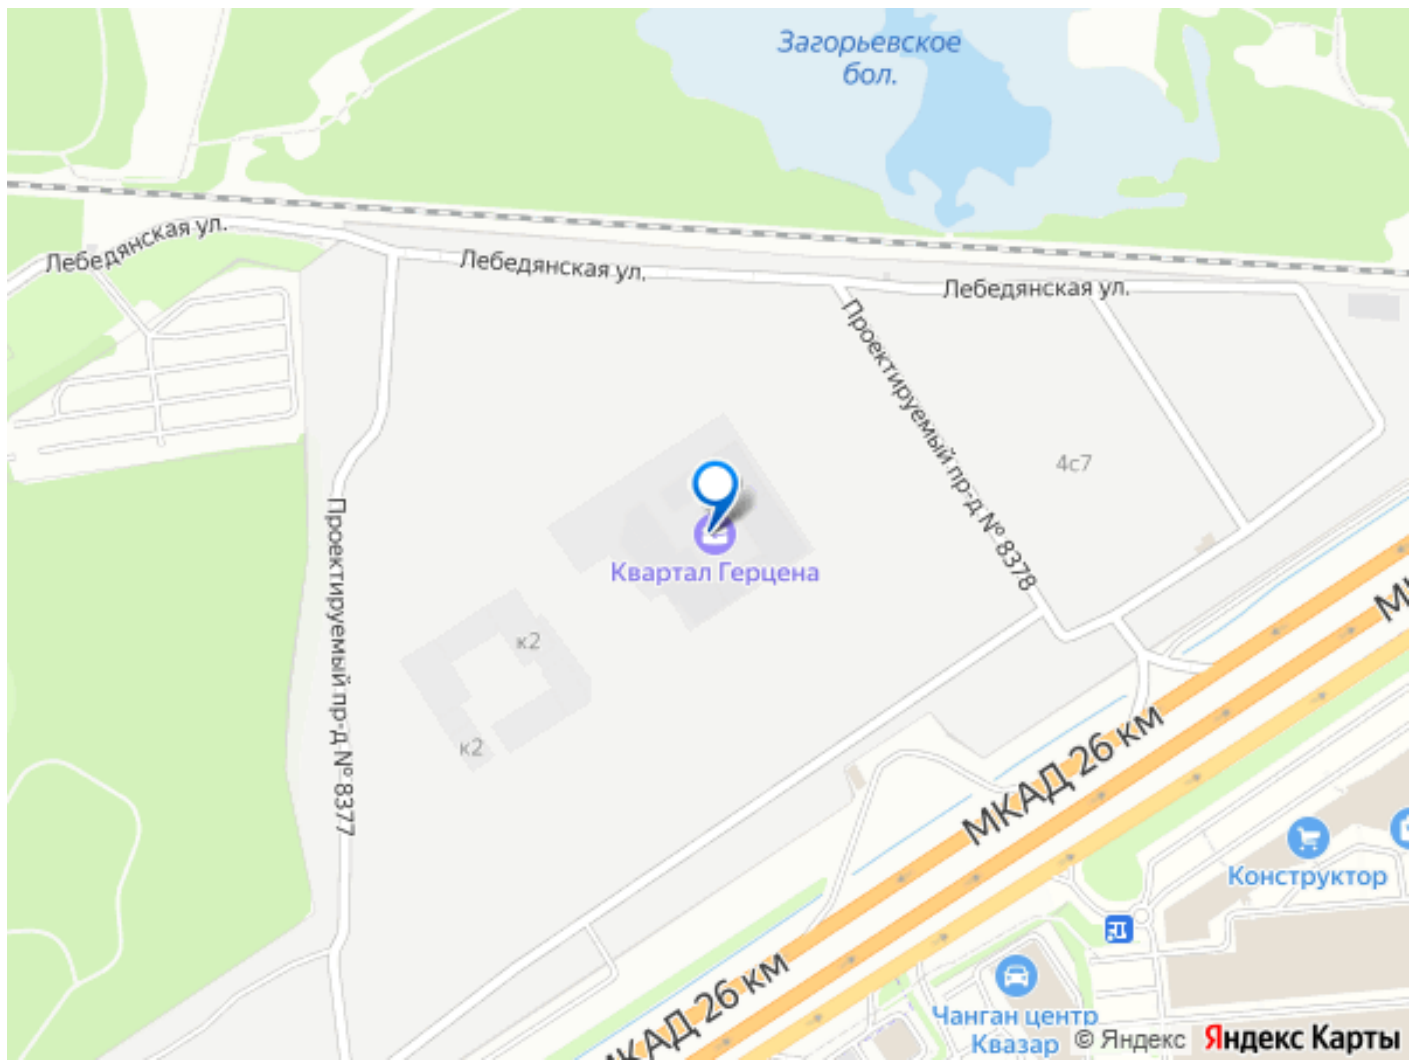 Загорьевское
бол.
Лебедянская ул.
Лебедянская ул.
Лебедянская ул.
Проектируемый пр-д № 8378
4с7
Квартал Герцена
Проектируемый пр-д № 8377
к2
к2
МКАД 26 км
Конструктор
МКАД 26 км
Чанган центр
Квазар
© Яндекс Яндекс Карты